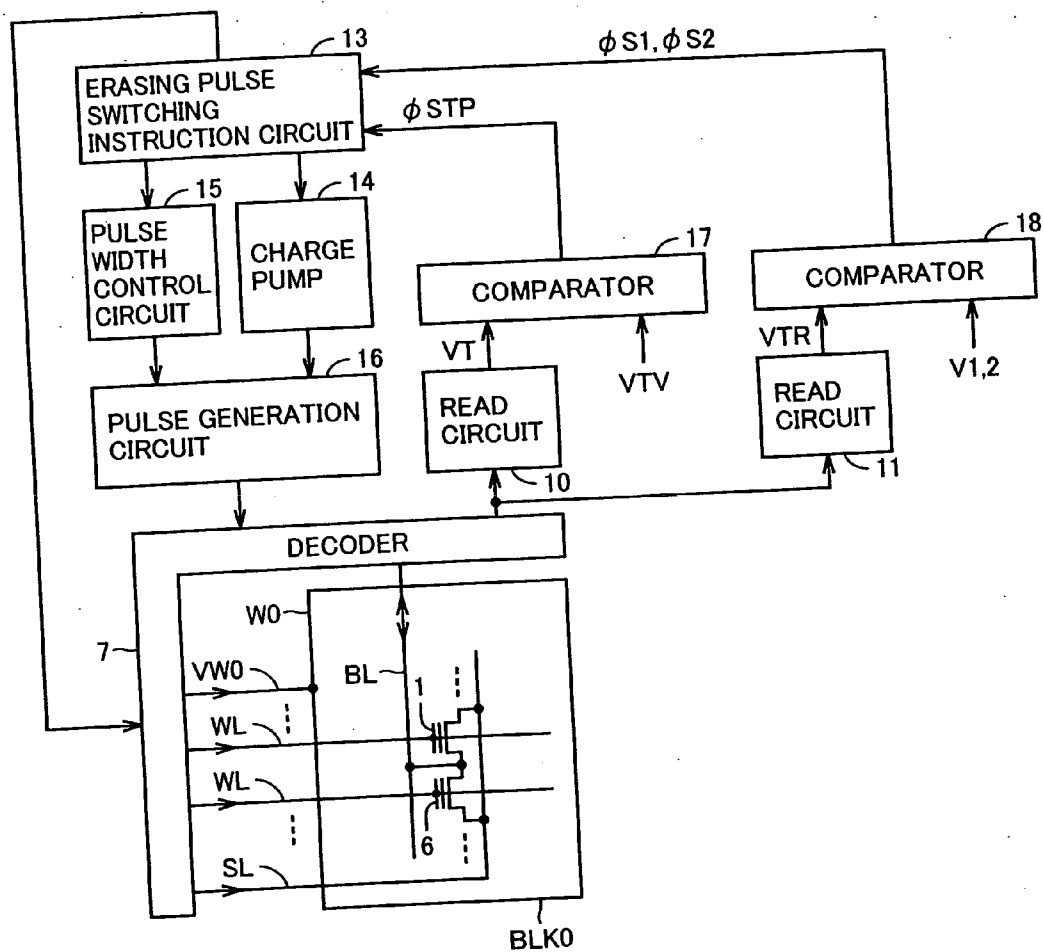 13
φS1, φS2
ERASING PULSE
SWITCHING
INSTRUCTION CIRCUIT
φSTP
15
14
PULSE
WIDTH
CONTROL
CIRCUIT
CHARGE
PUMP
17
COMPARATOR
18
COMPARATOR
16
VT
VTV
VTR
V1,2
PULSE GENERATION
CIRCUIT
READ
CIRCUIT
10
READ
CIRCUIT
11
DECODER
7
W0
VW0
BL
1
WL
WL
6
SL
BLK0